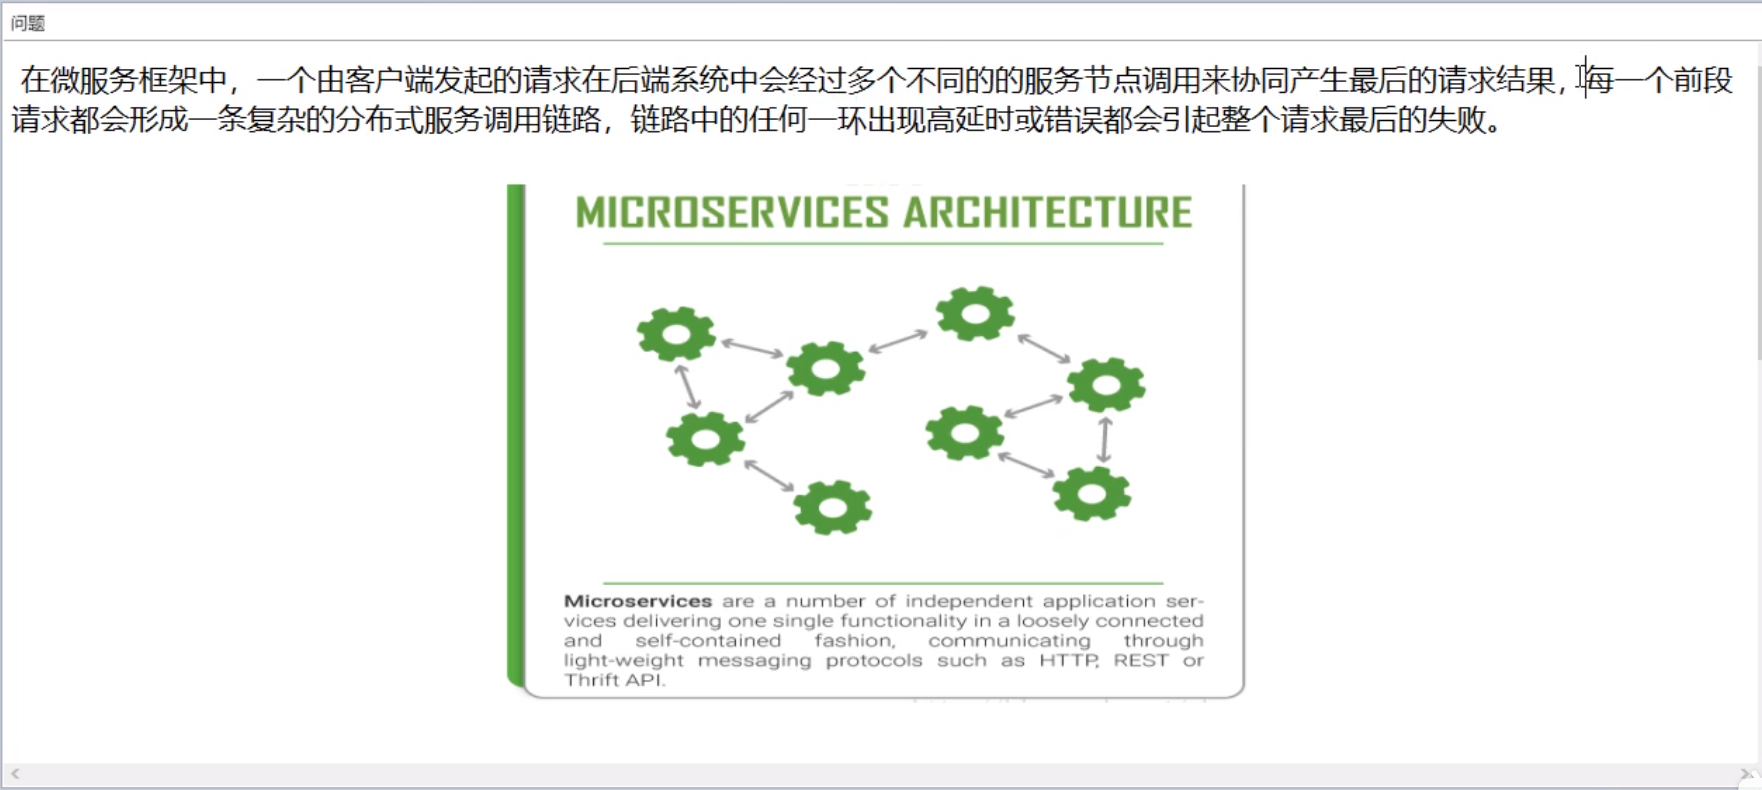 问题
在微服务框架中，一个由客户端发起的请求在后端系统中会经过多个不同的的服务节点调用来协同产生最后的请求结果，每一个前段
请求都会形成一条复杂的分布式服务调用链路，链路中的任何一环出现高延时或错误都会引起整个请求最后的失败。
MICROSERVICES ARCHITECTURE
Microservices are a number of independent application ser-
vices delivering one single functionality in a loosely connected
and self-contained fashion, communicating through
light-weight messaging protocols such as HTTP, REST or
Thrift API.